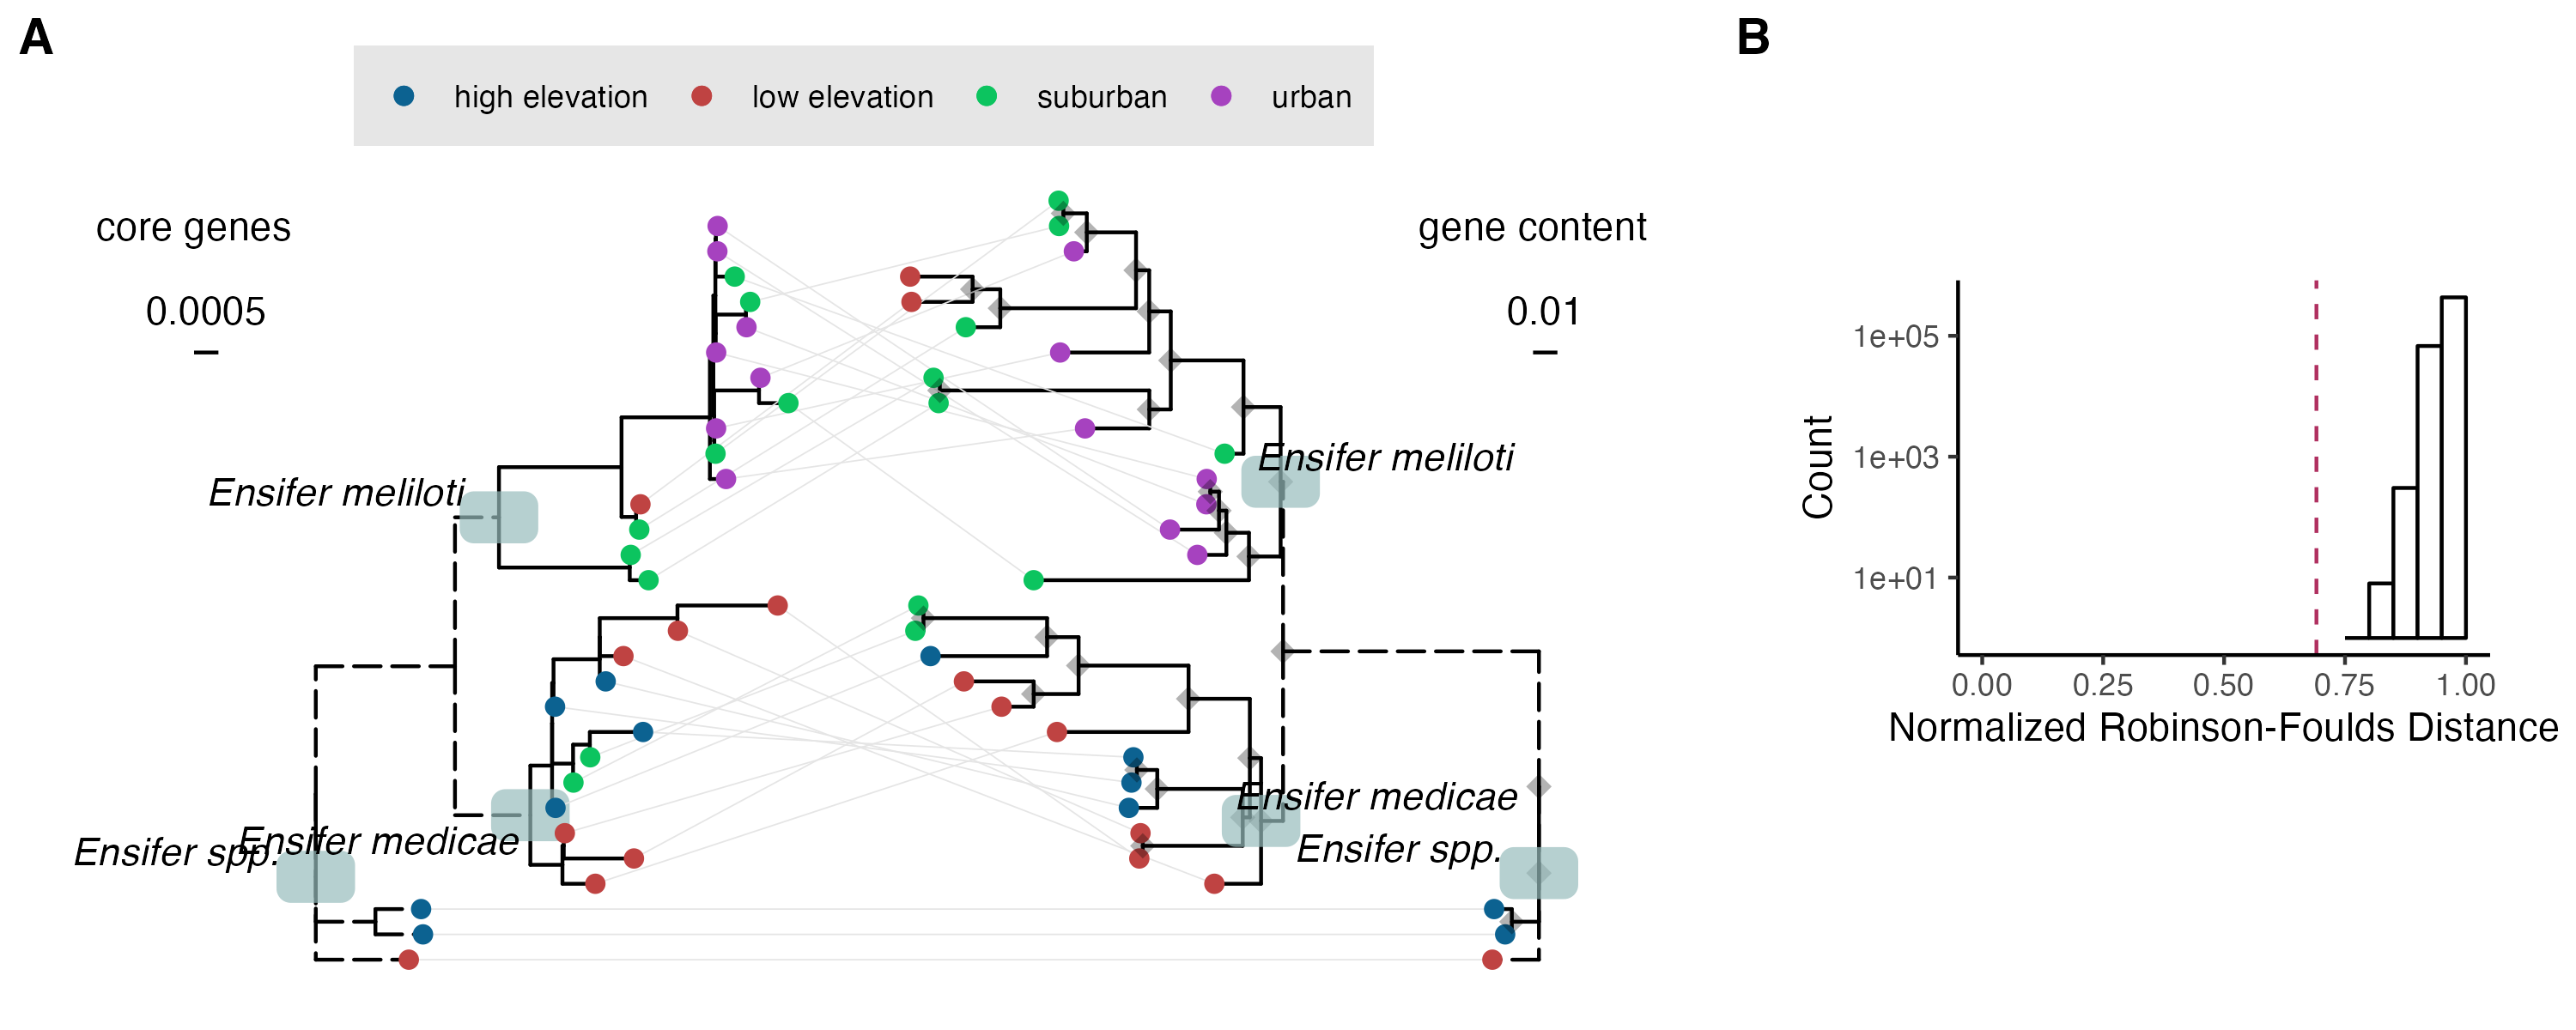 A
B
high elevation low elevation suburban urban
core genes
gene content
0.0005
0.01
Ensifer meliloti
Ensifer meliloti
Ensifer medicae
Ensifer medicae
Ensifer spp.
Ensifer spp.
Count
1e+05
1e+03
1e+01
0.00 0.25 0.50 0.75 1.00
Normalized Robinson-Foulds Distance